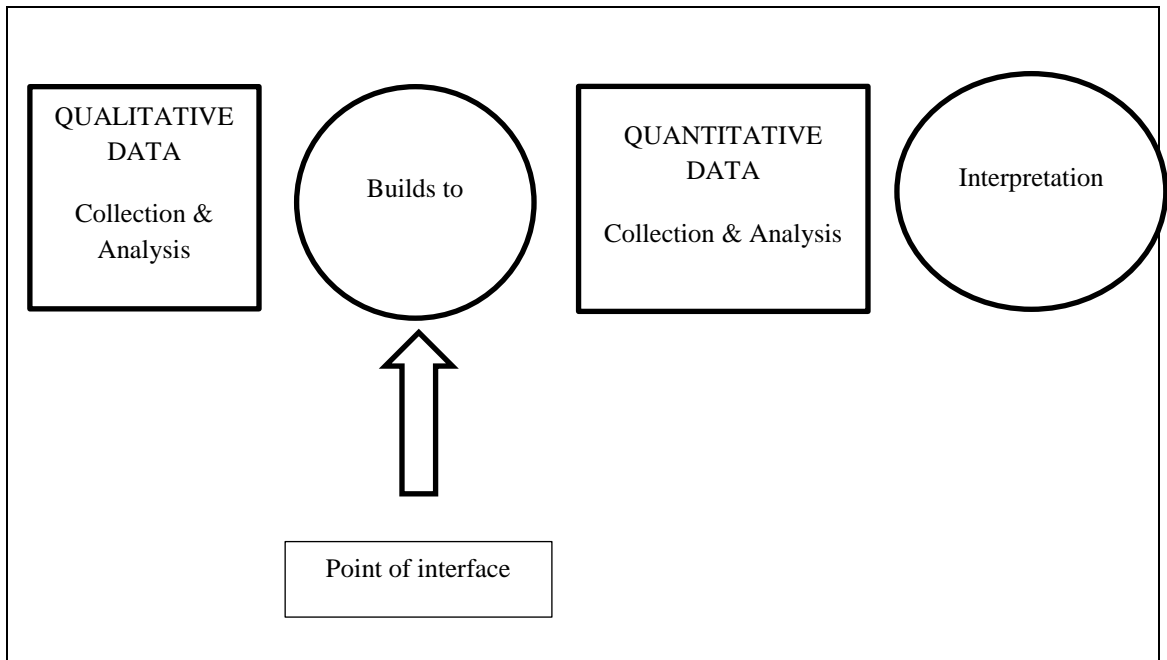 QUALITATIVE
DATA
Collection &
Analysis
Builds to
QUANTITATIVE
DATA
Collection & Analysis
Interpretation
Point of interface